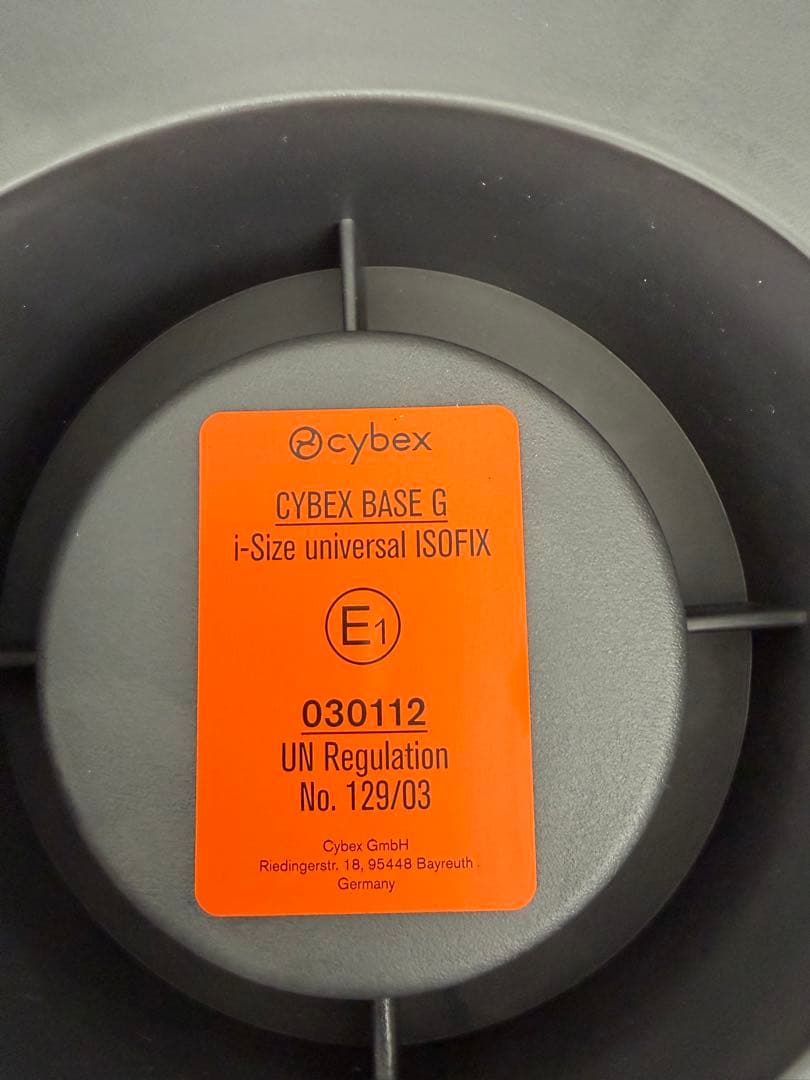 cybex
CYBEX BASE G
i-Size universal ISOFIX
E1
030112
UN Regulation
No. 129/03
Cybex GmbH
Riedingerstr. 18, 95448 Bayreuth
Germany